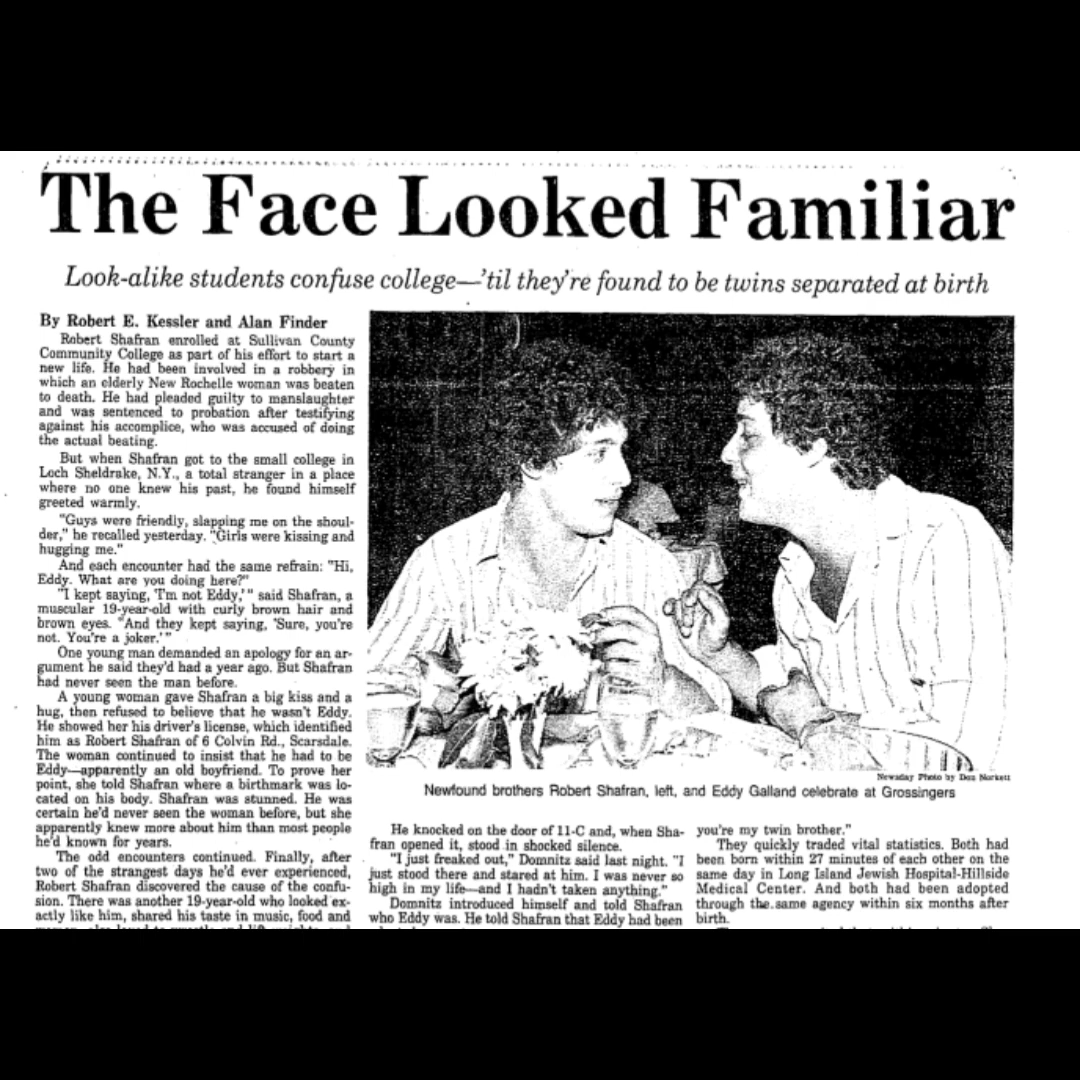 The Face Looked Familiar
Look-alike students confuse college—'til they're found to be twins separated at birth
By Robert E. Kessler and Alan Finder
Robert Shafran enrolled at Sullivan County
Community College as part of his effort to start a
new life. He had been involved in a robbery in
which an elderly New Rochelle woman was beaten
to death. He had pleaded guilty to manslaughter
and was sentenced to probation after testifying
against his accomplice, who was accused of doing
the actual beating.
But when Shafran got to the small college in
Loch Sheldrake, N.Y., a total stranger in a place
where no one knew his past, he found himself
greeted warmly.
"Guys were friendly, slapping me on the shoul-
der," he recalled yesterday. "Girls were kissing and
hugging me."
And each encounter had the same refrain: "Hi,
Eddy. What are you doing here?"
"I kept saying, 'I'm not Eddy,'" said Shafran, a
muscular 19-year-old with curly brown hair and
brown eyes. "And they kept saying, 'Sure, you're
not. You're a joker.'"
One young man demanded an apology for an ar-
gument he said they'd had a year ago. But Shafran
had never seen the man before.
A young woman gave Shafran a big kiss and a
hug, then refused to believe that he wasn't Eddy.
He showed her his driver's license, which identified
him as Robert Shafran of 6 Colvin Rd., Scarsdale.
The woman continued to insist that he had to be
Eddy—apparently an old boyfriend. To prove her
point, she told Shafran where a birthmark was lo-
cated on his body. Shafran was stunned. He was
certain he'd never seen the woman before, but she
apparently knew more about him than most people
he'd known for years.
The odd encounters continued. Finally, after
two of the strangest days he'd ever experienced,
Robert Shafran discovered the cause of the confu-
sion. There was another 19-year-old who looked ex-
actly like him, shared his taste in music, food and
Newsday Photo by Don Norkett
Newfound brothers Robert Shafran, left, and Eddy Galland celebrate at Grossingers
He knocked on the door of 11-C and, when Sha-
fran opened it, stood in shocked silence.
"I just freaked out," Domnitz said last night. "I
just stood there and stared at him. I was never so
high in my life—and I hadn't taken anything."
Domnitz introduced himself and told Shafran
who Eddy was. He told Shafran that Eddy had been
you're my twin brother."
They quickly traded vital statistics. Both had
been born within 27 minutes of each other on the
same day in Long Island Jewish Hospital-Hillside
Medical Center. And both had been adopted
through the same agency within six months after
birth.